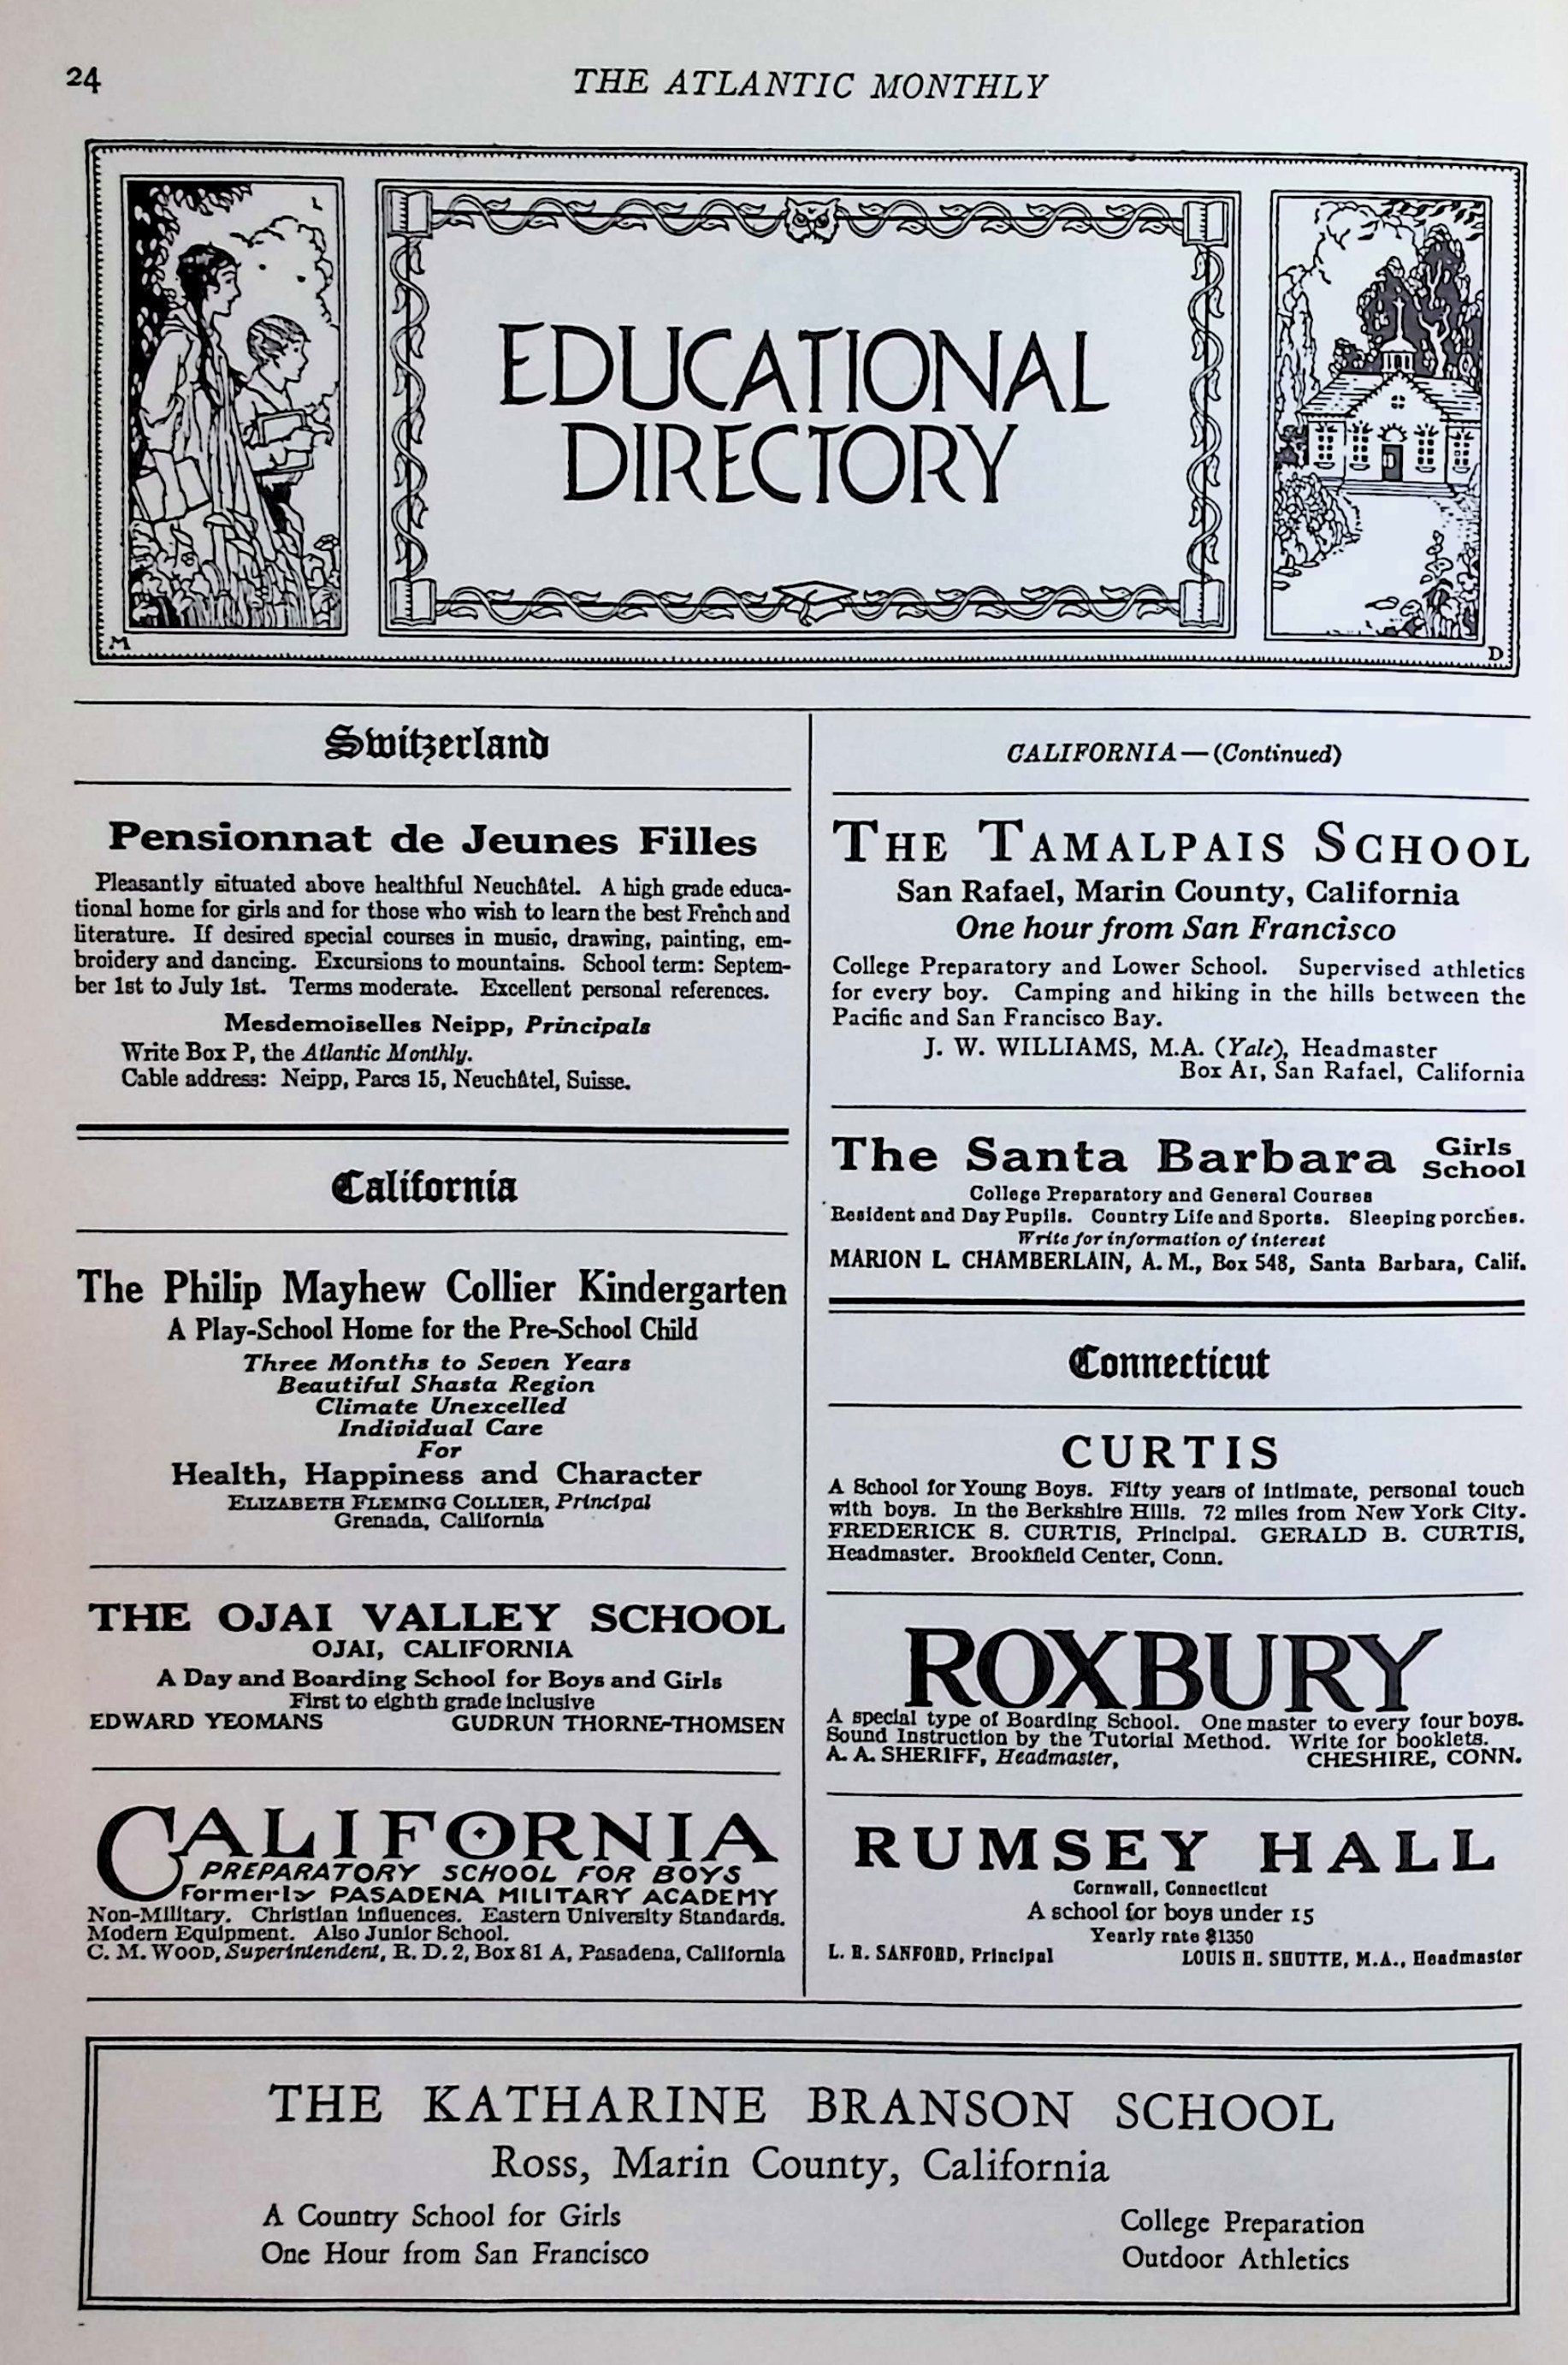 24
THE ATLANTIC MONTHLY
EDUCATIONAL
DIRECTORY
M
D
Switzerland
Pensionnat de Jeunes Filles
Pleasantly situated above healthful Neuchâtel. A high grade educa-
tional home for girls and for those who wish to learn the best French and
literature. If desired special courses in music, drawing, painting, em-
broidery and dancing. Excursions to mountains. School term: Septem-
ber 1st to July 1st. Terms moderate. Excellent personal references.
Mesdemoiselles Neipp, Principals
Write Box P, the Atlantic Monthly.
Cable address: Neipp, Parcs 15, Neuchâtel, Suisse.
California
The Philip Mayhew Collier Kindergarten
A Play-School Home for the Pre-School Child
Three Months to Seven Years
Beautiful Shasta Region
Climate Unexcelled
Individual Care
For
Health, Happiness and Character
ELIZABETH FLEMING COLLIER, Principal
Grenada, California
THE OJAI VALLEY SCHOOL
OJAI, CALIFORNIA
A Day and Boarding School for Boys and Girls
First to eighth grade inclusive
EDWARD YEOMANS GUDRUN THORNE-THOMSEN
CALIFORNIA
PREPARATORY SCHOOL FOR BOYS
Formerly PASADENA MILITARY ACADEMY
Non-Military. Christian influences. Eastern University Standards.
Modern Equipment. Also Junior School.
C. M. WOOD, Superintendent, R. D. 2, Box 81 A, Pasadena, California
CALIFORNIA — (Continued)
THE TAMALPAIS SCHOOL
San Rafael, Marin County, California
One hour from San Francisco
College Preparatory and Lower School. Supervised athletics
for every boy. Camping and hiking in the hills between the
Pacific and San Francisco Bay.
J. W. WILLIAMS, M.A. (Yale), Headmaster
Box A1, San Rafael, California
The Santa Barbara Girls School
College Preparatory and General Courses
Resident and Day Pupils. Country Life and Sports. Sleeping porches.
Write for information of interest
MARION L. CHAMBERLAIN, A. M., Box 548, Santa Barbara, Calif.
Connecticut
CURTIS
A School for Young Boys. Fifty years of intimate, personal touch
with boys. In the Berkshire Hills. 72 miles from New York City.
FREDERICK S. CURTIS, Principal. GERALD B. CURTIS,
Headmaster. Brookfield Center, Conn.
ROXBURY
A special type of Boarding School. One master to every four boys.
Sound Instruction by the Tutorial Method. Write for booklets.
A. A. SHERIFF, Headmaster, CHESHIRE, CONN.
RUMSEY HALL
Cornwall, Connecticut
A school for boys under 15
Yearly rate $1350
L. R. SANFORD, Principal LOUIS H. SHUTTE, M.A., Headmaster
THE KATHARINE BRANSON SCHOOL
Ross, Marin County, California
A Country School for Girls College Preparation
One Hour from San Francisco Outdoor Athletics